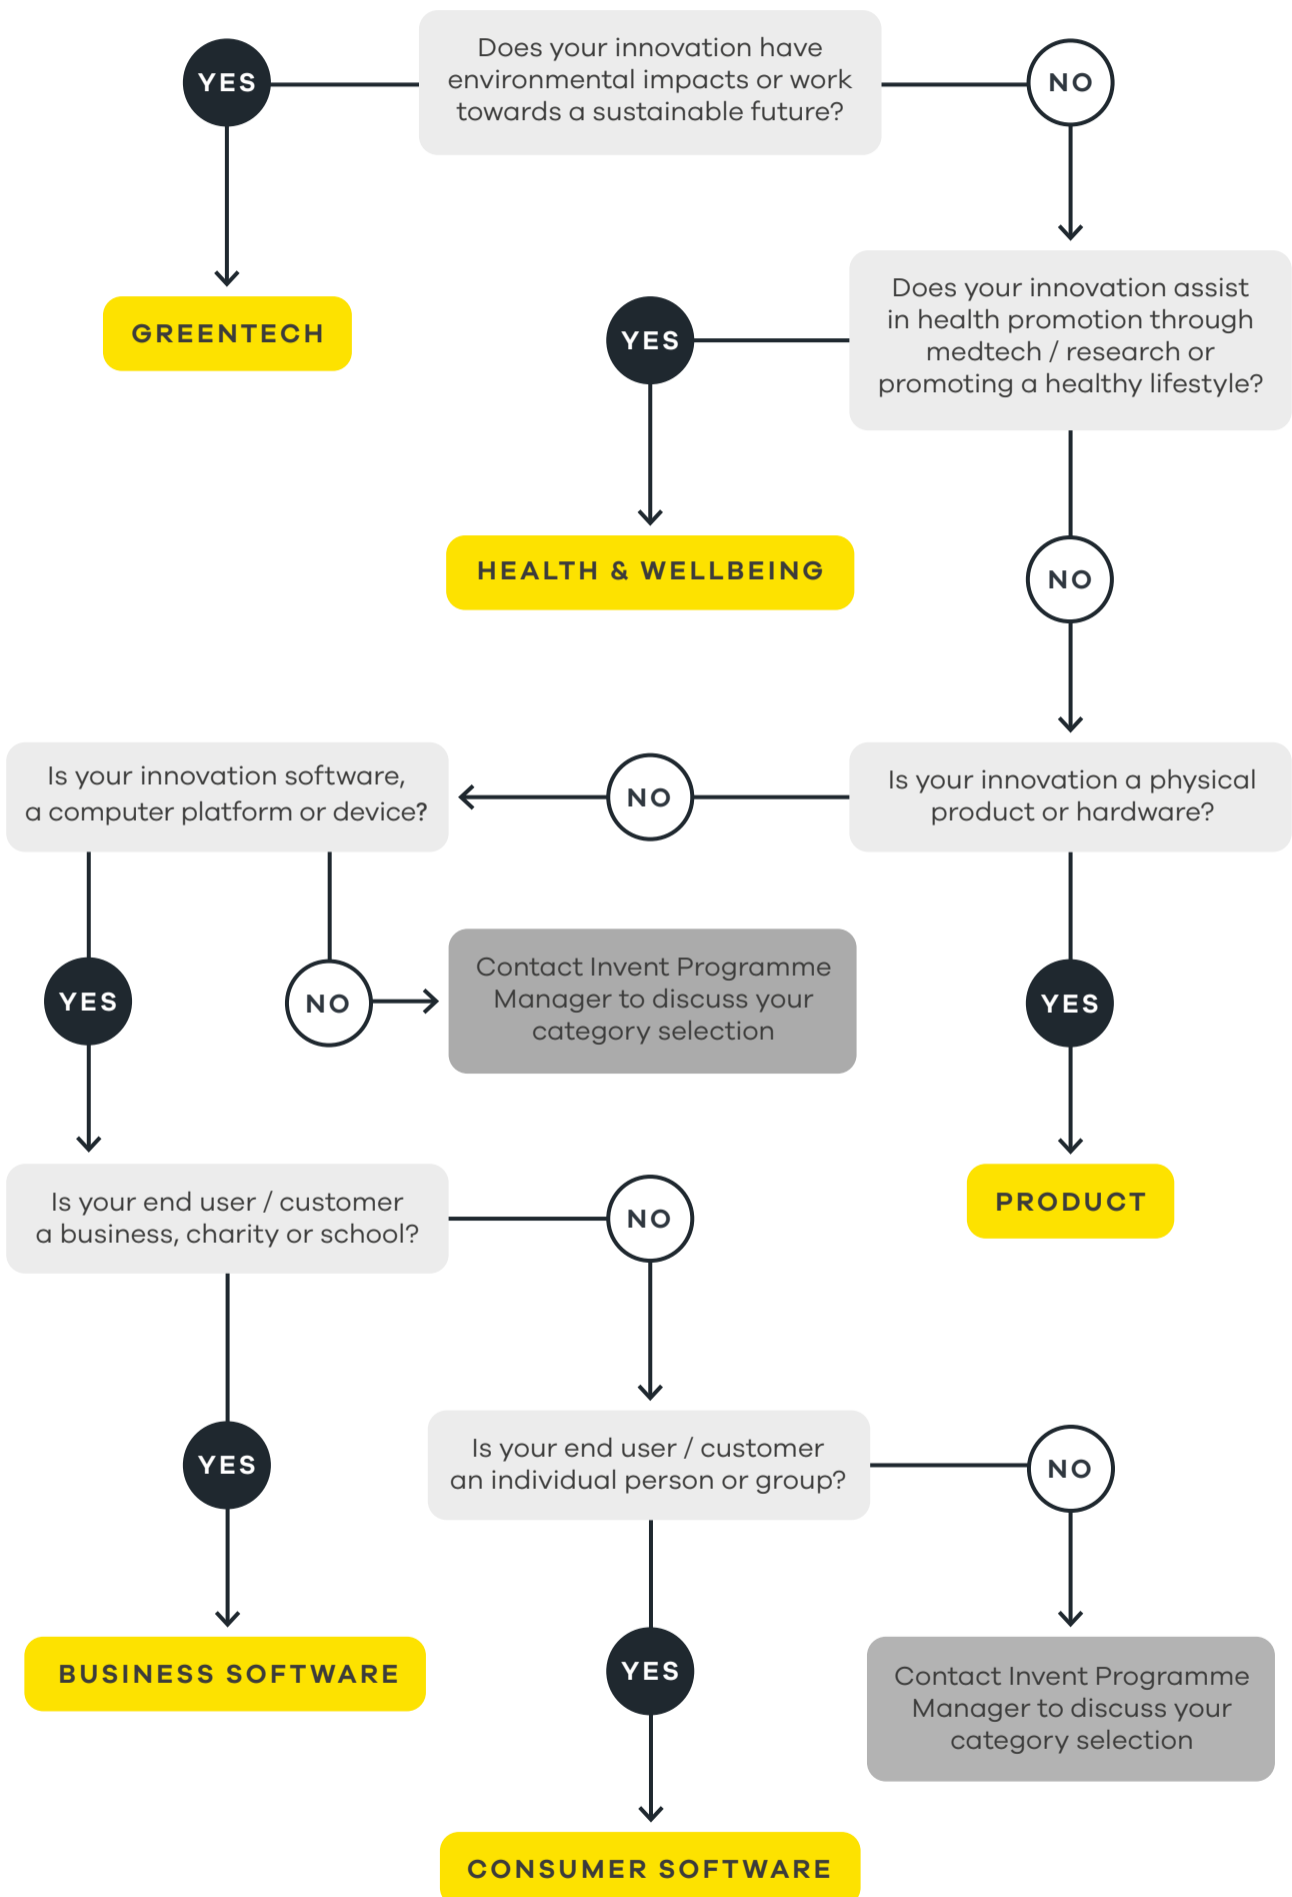 Does your innovation have
environmental impacts or work
towards a sustainable future?
YES
NO
GREENTECH
Does your innovation assist
in health promotion through
medtech / research or
promoting a healthy lifestyle?
YES
HEALTH & WELLBEING
NO
Is your innovation a physical
product or hardware?
NO
Is your innovation software,
a computer platform or device?
YES
NO
Contact Invent Programme
Manager to discuss your
category selection
YES
PRODUCT
Is your end user / customer
a business, charity or school?
NO
YES
BUSINESS SOFTWARE
Is your end user / customer
an individual person or group?
NO
YES
Contact Invent Programme
Manager to discuss your
category selection
CONSUMER SOFTWARE